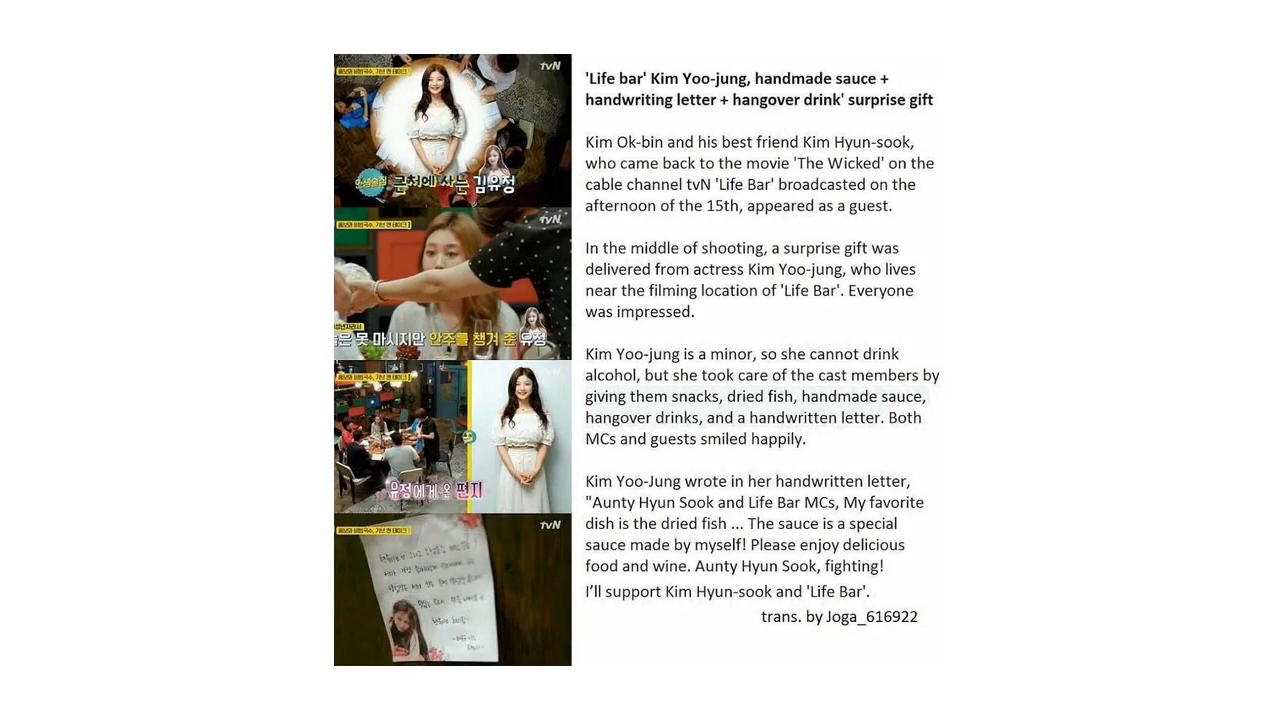 tvN
인생술집
근처에 사는 김유정
tvN
못 마시지만 안주를 챙겨 준 유정
유정에게 온 편지
tvN
'Life bar' Kim Yoo-jung, handmade sauce +
handwriting letter + hangover drink' surprise gift
Kim Ok-bin and his best friend Kim Hyun-sook,
who came back to the movie 'The Wicked' on the
cable channel tvN 'Life Bar' broadcasted on the
afternoon of the 15th, appeared as a guest.
In the middle of shooting, a surprise gift was
delivered from actress Kim Yoo-jung, who lives
near the filming location of 'Life Bar'. Everyone
was impressed.
Kim Yoo-jung is a minor, so she cannot drink
alcohol, but she took care of the cast members by
giving them snacks, dried fish, handmade sauce,
hangover drinks, and a handwritten letter. Both
MCs and guests smiled happily.
Kim Yoo-Jung wrote in her handwritten letter,
"Aunty Hyun Sook and Life Bar MCs, My favorite
dish is the dried fish ... The sauce is a special
sauce made by myself! Please enjoy delicious
food and wine. Aunty Hyun Sook, fighting!
I’ll support Kim Hyun-sook and 'Life Bar'.
trans. by Joga_616922